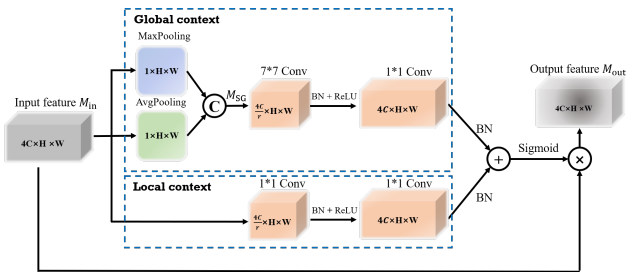 Global context
MaxPooling
1×H×W
AvgPooling
1×H×W
C
M_SG
7*7 Conv
4C/r ×H×W
BN + ReLU
1*1 Conv
4C×H×W
Input feature M_in
4C×H ×W
BN
+
Sigmoid
×
Output feature M_out
4C×H ×W
Local context
1*1 Conv
4C/r ×H×W
BN + ReLU
1*1 Conv
4C×H×W
BN